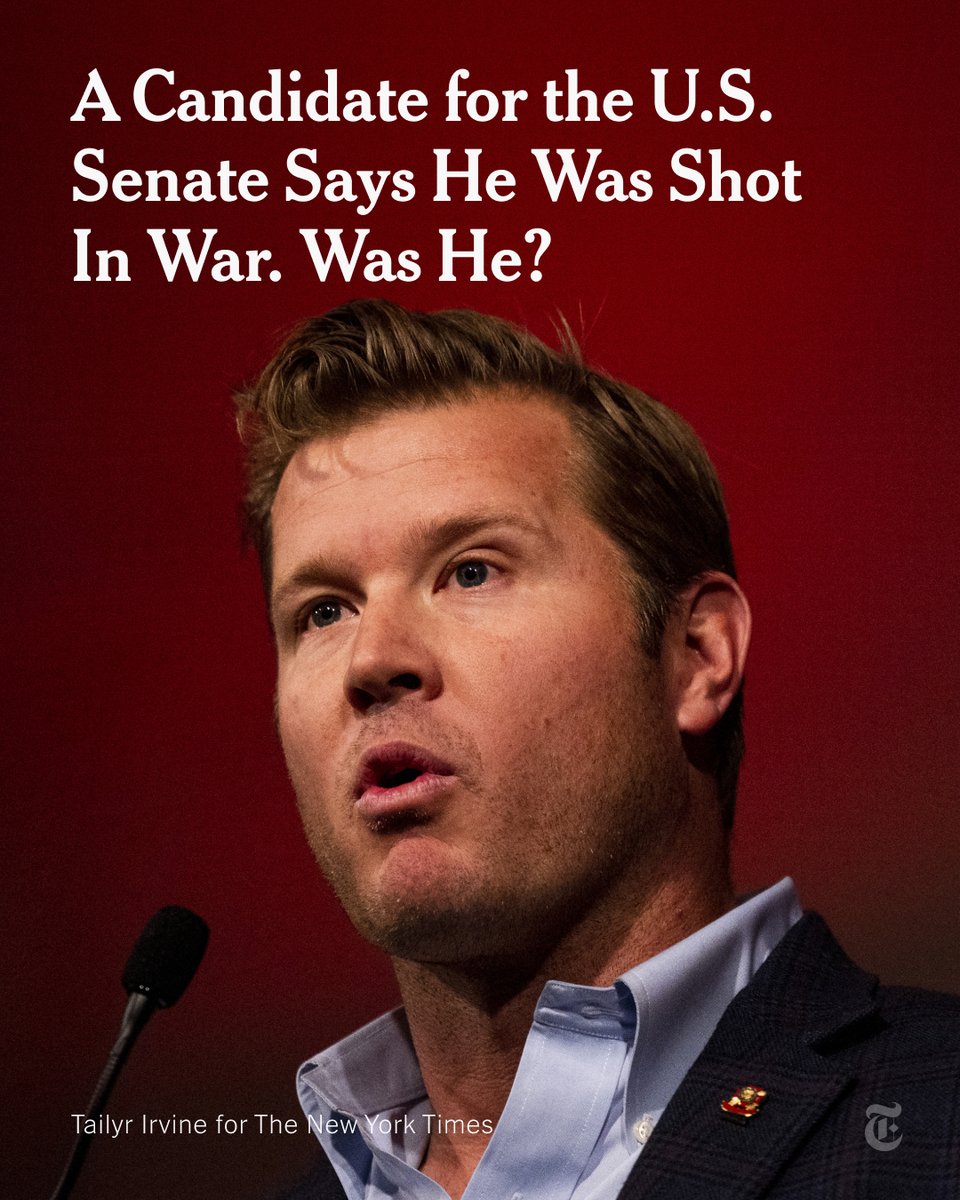 A Candidate for the U.S.
Senate Says He Was Shot
In War. Was He?
Tailyr Irvine for The New York Times
T